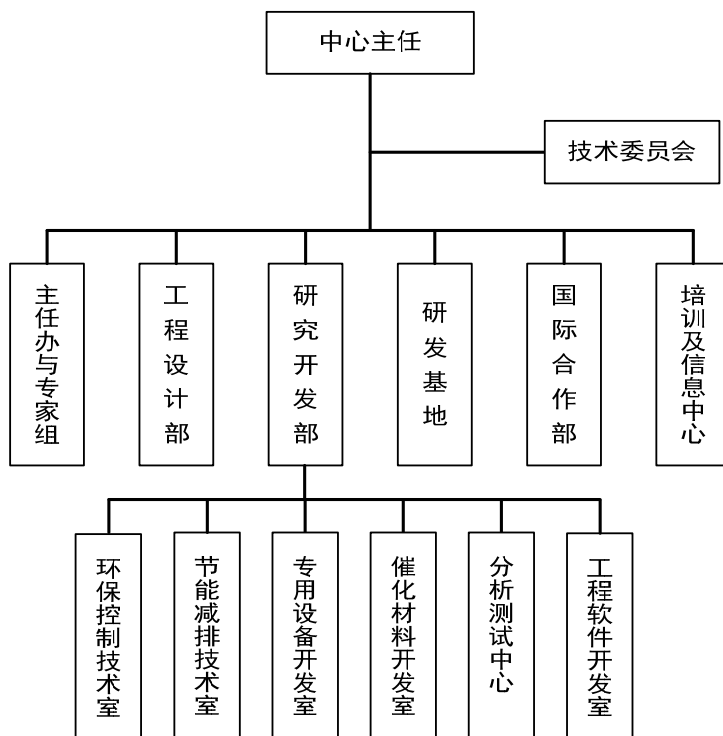 中心主任
技术委员会
主任办与专家组
工程设计部
研究开发部
研发基地
国际合作部
培训及信息中心
环保控制技术室
节能减排技术室
专用设备开发室
催化材料开发室
分析测试中心
工程软件开发室